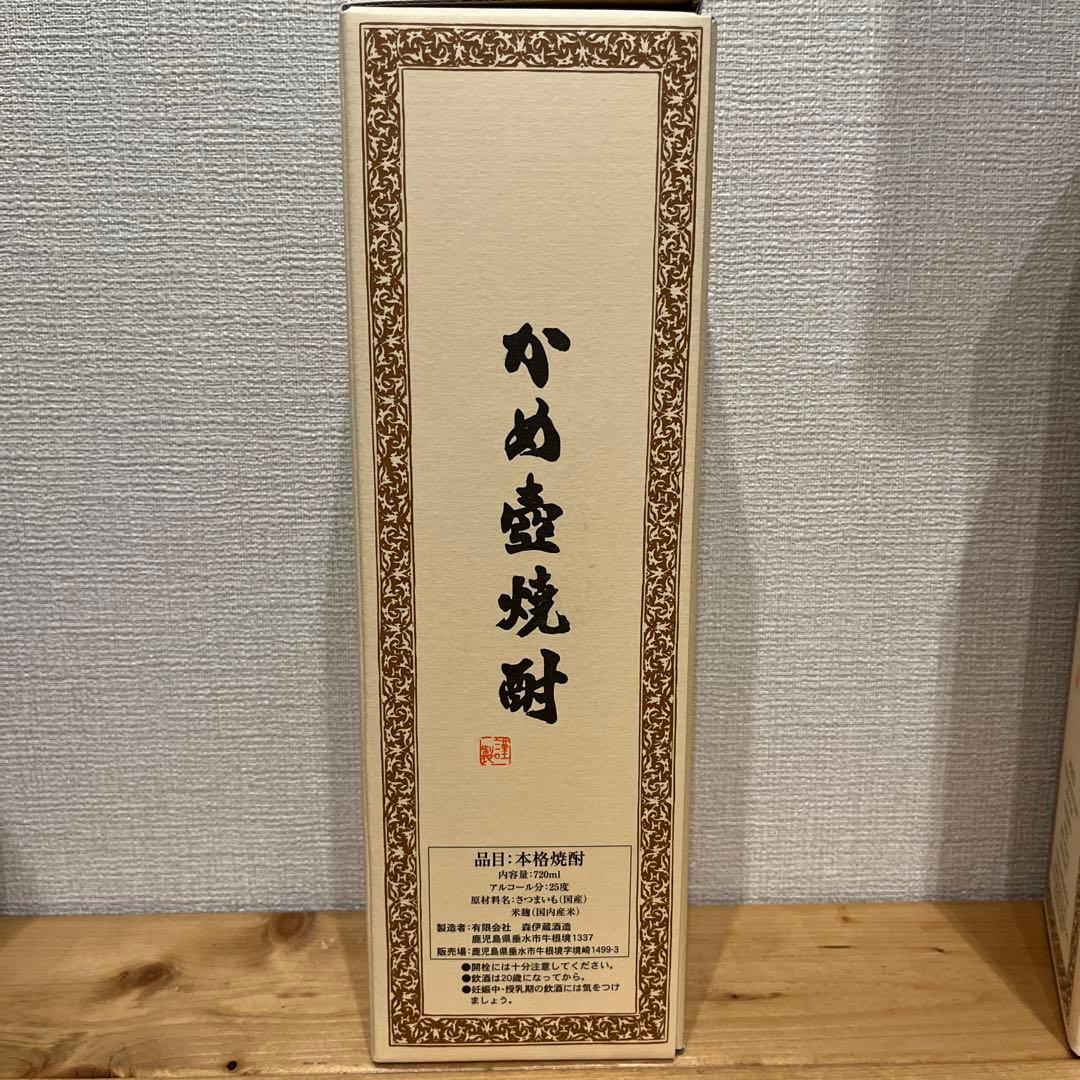 かめ壺焼酎
謹製
品目:本格焼酎
内容量:720ml
アルコール分:25度
原材料名:さつまいも(国産)
米麹(国内産米)
製造者:有限会社 森伊蔵酒造
鹿児島県垂水市牛根境1337
販売場:鹿児島県垂水市牛根境字境﨑1499-3
●開栓には十分注意してください。
●飲酒は20歳になってから。
●妊娠中・授乳期の飲酒には気をつけ
ましょう。